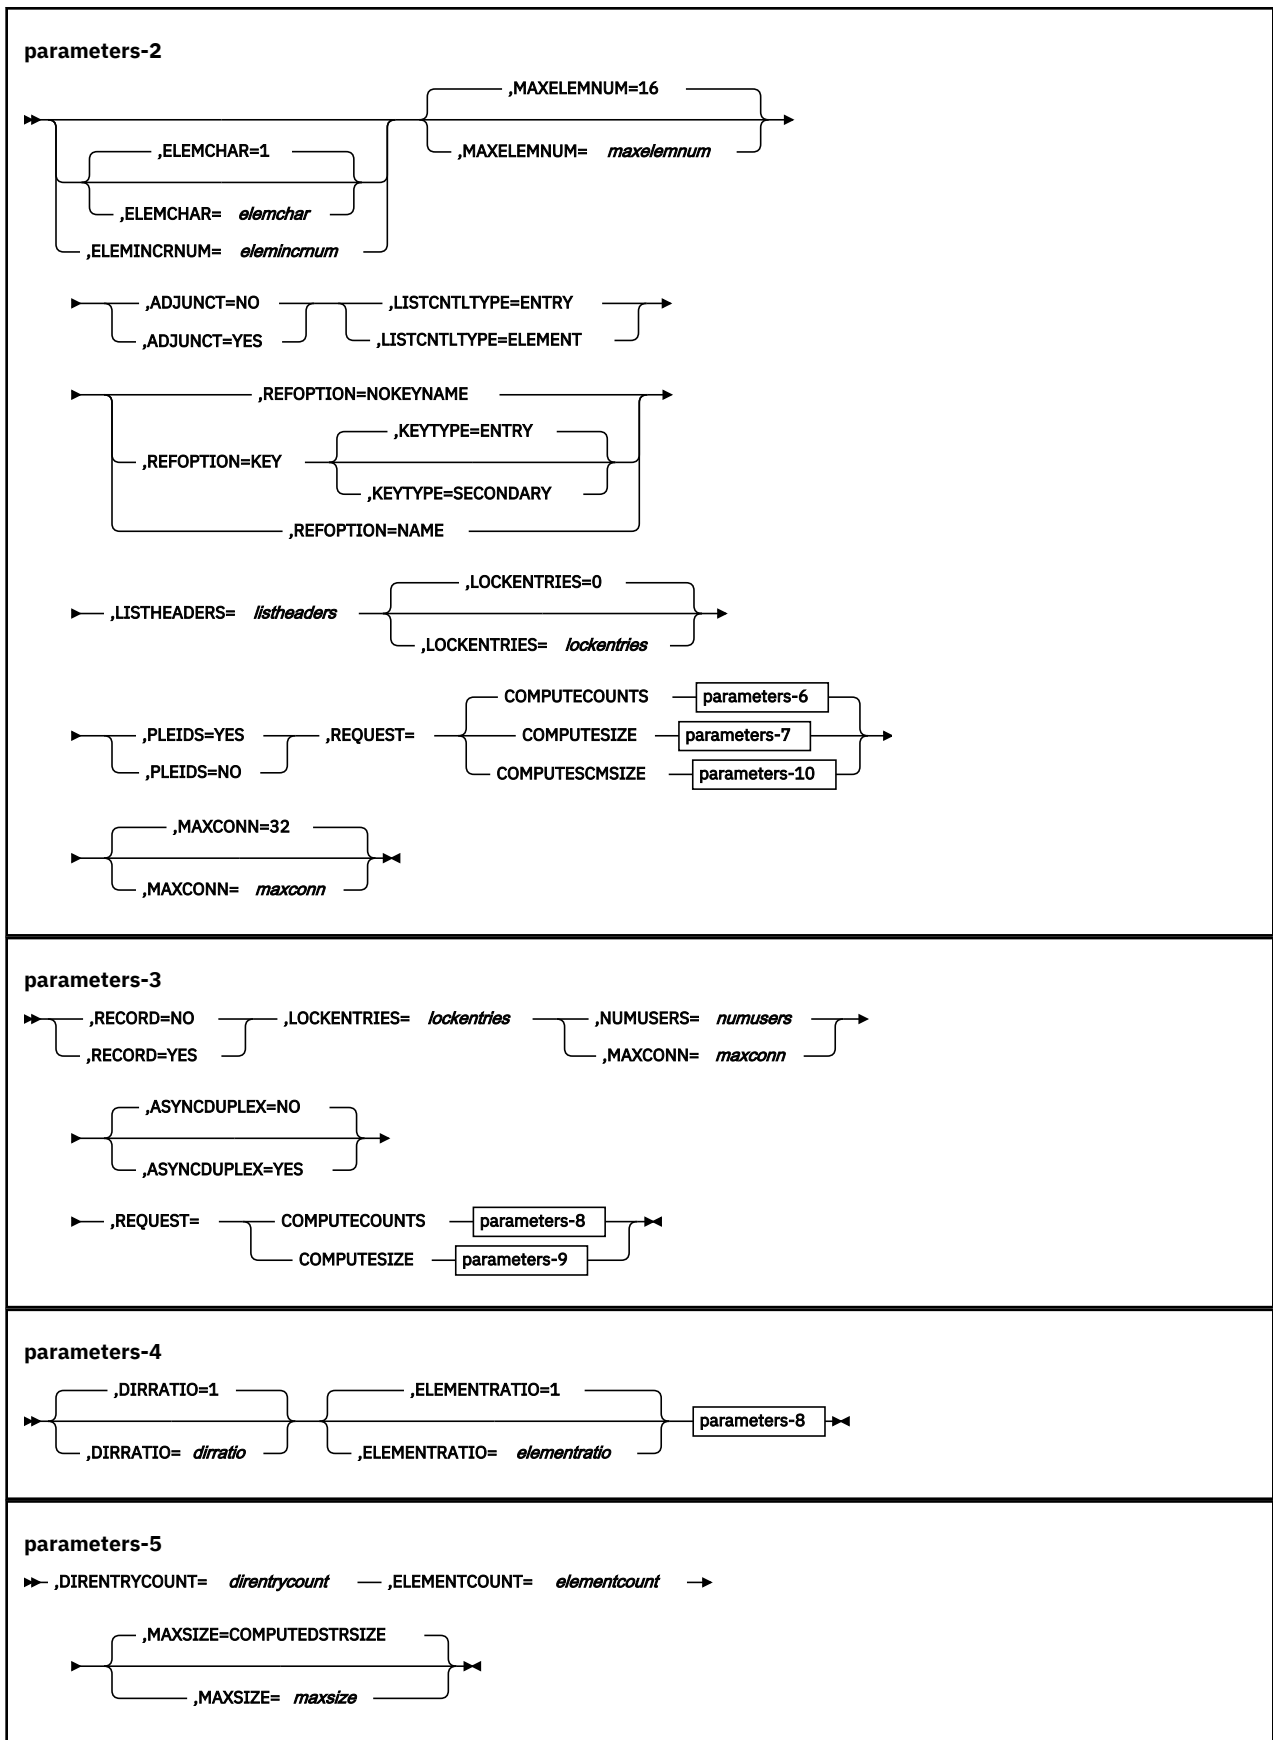 parameters-2
,MAXELEMNUM=16
,ELEMCHAR=1 ,MAXELEMNUM= maxelemnum
,ELEMCHAR= elemchar
,ELEMINCRNUM= elemincrnum
,ADJUNCT=NO ,LISTCNTLTYPE=ENTRY
,ADJUNCT=YES ,LISTCNTLTYPE=ELEMENT
,REFOPTION=NOKEYNAME
,KEYTYPE=ENTRY
,REFOPTION=KEY
,KEYTYPE=SECONDARY
,REFOPTION=NAME
,LOCKENTRIES=0
,LISTHEADERS= listheaders
,LOCKENTRIES= lockentries
COMPUTECOUNTS parameters-6
,PLEIDS=YES ,REQUEST= COMPUTESIZE parameters-7
,PLEIDS=NO COMPUTESCMSIZE parameters-10
,MAXCONN=32
,MAXCONN= maxconn
parameters-3
,RECORD=NO ,LOCKENTRIES= lockentries ,NUMUSERS= numusers
,RECORD=YES ,MAXCONN= maxconn
,ASYNCDUPLEX=NO
,ASYNCDUPLEX=YES
,REQUEST= COMPUTECOUNTS parameters-8
COMPUTESIZE parameters-9
parameters-4
,DIRRATIO=1 ,ELEMENTRATIO=1
parameters-8
,DIRRATIO= dirratio ,ELEMENTRATIO= elementratio
parameters-5
,DIRENTRYCOUNT= direntrycount ,ELEMENTCOUNT= elementcount
,MAXSIZE=COMPUTEDSTRSIZE
,MAXSIZE= maxsize